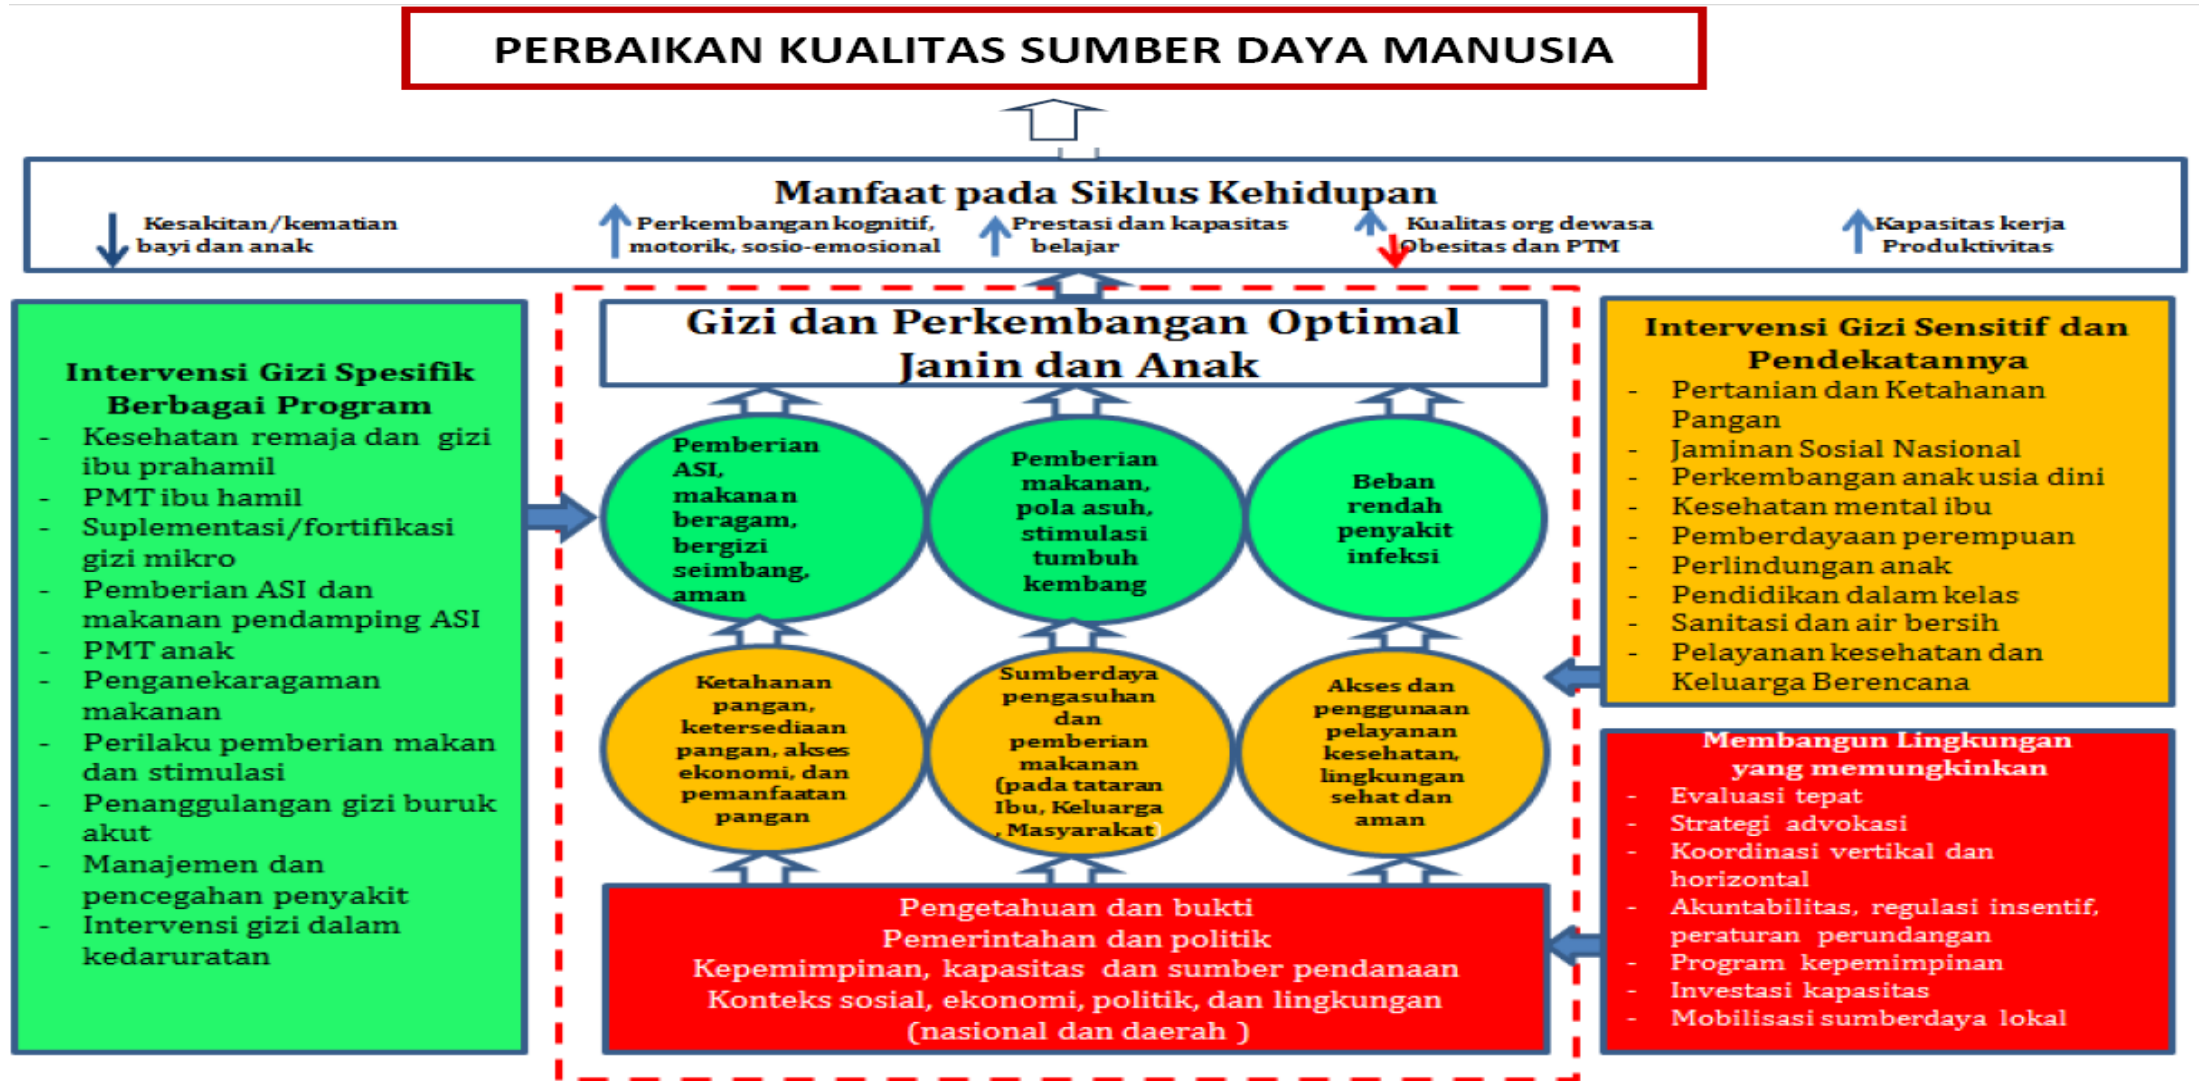 PERBAIKAN KUALITAS SUMBER DAYA MANUSIA
Manfaat pada Siklus Kehidupan
Kesakitan/kematian
bayi dan anak
Perkembangan kognitif,
motorik, sosio-emosional
Prestasi dan kapasitas
belajar
Kualitas org dewasa
Obesitas dan PTM
Kapasitas kerja
Produktivitas
Intervensi Gizi Spesifik
Berbagai Program
- Kesehatan remaja dan gizi
ibu prahamil
- PMT ibu hamil
- Suplementasi/fortifikasi
gizi mikro
- Pemberian ASI dan
makanan pendamping ASI
- PMT anak
- Penganekaragaman
makanan
- Perilaku pemberian makan
dan stimulasi
- Penanggulangan gizi buruk
akut
- Manajemen dan
pencegahan penyakit
- Intervensi gizi dalam
kedaruratan
Gizi dan Perkembangan Optimal
Janin dan Anak
Pemberian
ASI,
makanan
beragam,
bergizi
seimbang,
aman
Pemberian
makanan,
pola asuh,
stimulasi
tumbuh
kembang
Beban
rendah
penyakit
infeksi
Ketahanan
pangan,
ketersediaan
pangan, akses
ekonomi, dan
pemanfaatan
pangan
Sumberdaya
pengasuhan
dan
pemberian
makanan
(pada tataran
Ibu, Keluarga
, Masyarakat)
Akses dan
penggunaan
pelayanan
kesehatan,
lingkungan
sehat dan
aman
Pengetahuan dan bukti
Pemerintahan dan politik
Kepemimpinan, kapasitas dan sumber pendanaan
Konteks sosial, ekonomi, politik, dan lingkungan
(nasional dan daerah )
Intervensi Gizi Sensitif dan
Pendekatannya
- Pertanian dan Ketahanan
Pangan
- Jaminan Sosial Nasional
- Perkembangan anak usia dini
- Kesehatan mental ibu
- Pemberdayaan perempuan
- Perlindungan anak
- Pendidikan dalam kelas
- Sanitasi dan air bersih
- Pelayanan kesehatan dan
Keluarga Berencana
Membangun Lingkungan
yang memungkinkan
- Evaluasi tepat
- Strategi advokasi
- Koordinasi vertikal dan
horizontal
- Akuntabilitas, regulasi insentif,
peraturan perundangan
- Program kepemimpinan
- Investasi kapasitas
- Mobilisasi sumberdaya lokal